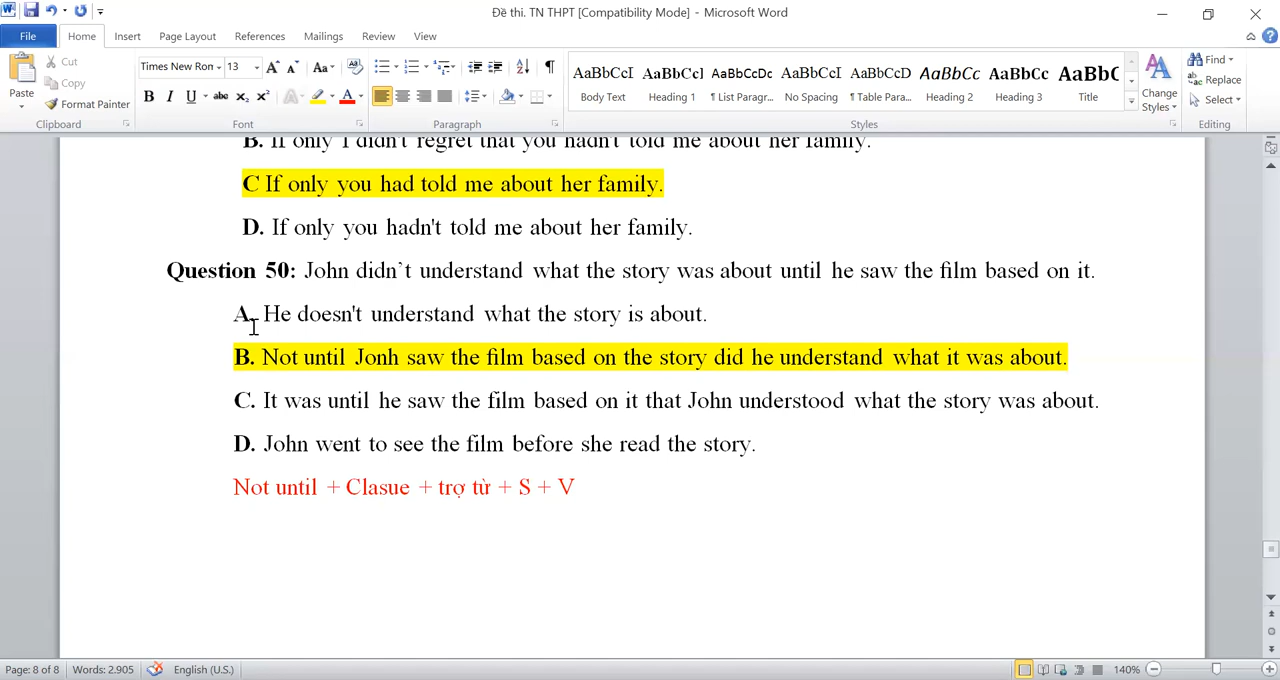 Đề thi. TN THPT [Compatibility Mode] - Microsoft Word
File Home Insert Page Layout References Mailings Review View
Paste Cut Copy Format Painter
Clipboard
Times New Ron 13
Font
Paragraph
AaBbCcI AaBbCc] AaBbCcDc AaBbCcI AaBbCcD AaBbCc AaBbCc AaBbC
Body Text Heading 1 ¶ List Paragr... No Spacing ¶ Table Para... Heading 2 Heading 3 Title
Change Styles
Styles
Find
Replace
Select
Editing
B. If only I didn't regret that you hadn't told me about her family.
C If only you had told me about her family.
D. If only you hadn't told me about her family.
Question 50: John didn’t understand what the story was about until he saw the film based on it.
A. He doesn't understand what the story is about.
B. Not until Jonh saw the film based on the story did he understand what it was about.
C. It was until he saw the film based on it that John understood what the story was about.
D. John went to see the film before she read the story.
Not until + Clasue + trợ từ + S + V
Page: 8 of 8 Words: 2.905 English (U.S.) 140%